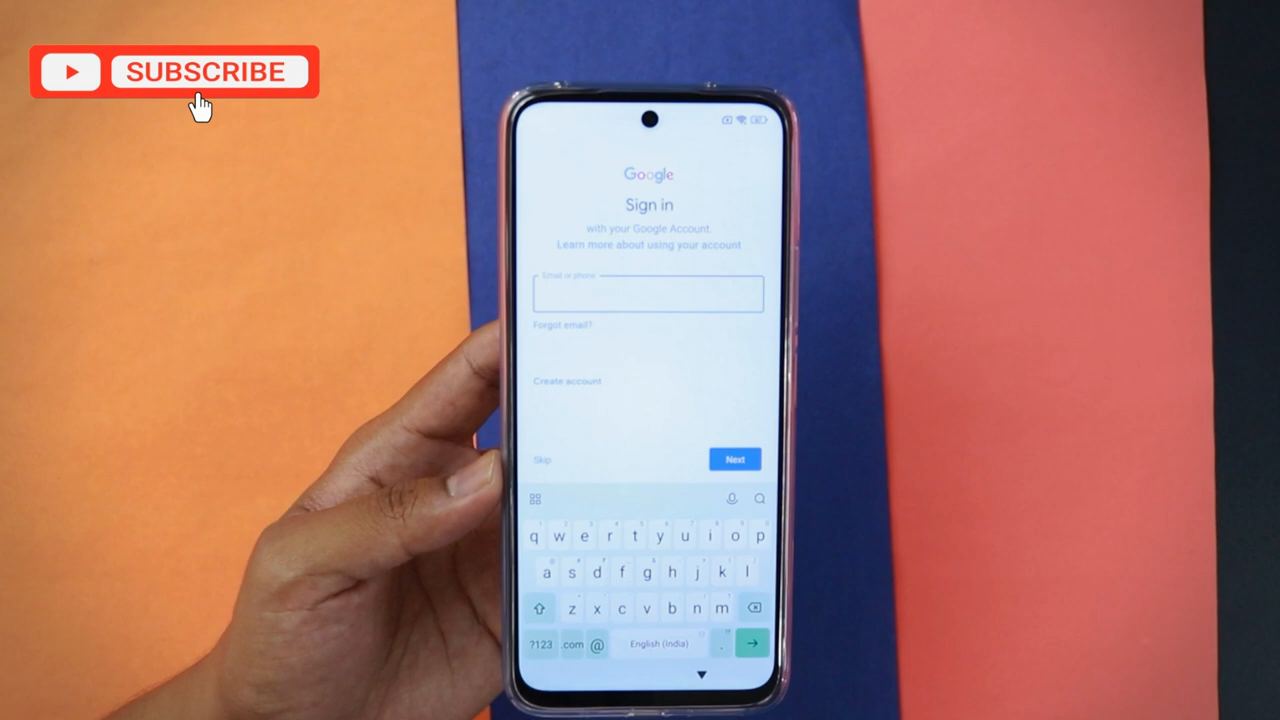 SUBSCRIBE
Google
Sign in
with your Google Account.
Learn more about using your account
Email or phone
Forgot email?
Create account
Skip
Next
q w e r t y u i o p
a s d f g h j k l
z x c v b n m
?123 .com @ English (India) .